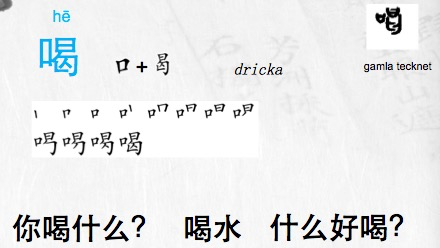 hē
喝 口 + 曷 dricka
gamla tecknet
你喝什么? 喝水 什么好喝?